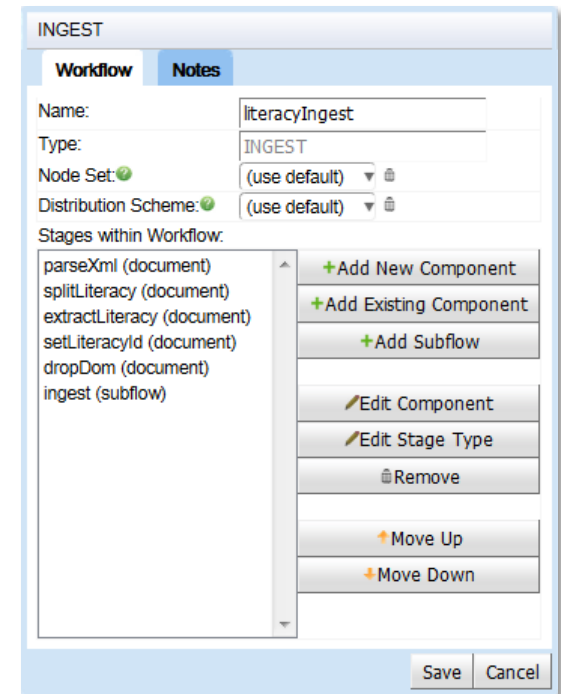 INGEST
Workflow Notes
Name: literacyIngest
Type: INGEST
Node Set: (use default)
Distribution Scheme: (use default)
Stages within Workflow:
parseXml (document)
splitLiteracy (document)
extractLiteracy (document)
setLiteracyId (document)
dropDom (document)
ingest (subflow)
+Add New Component
+Add Existing Component
+Add Subflow
Edit Component
Edit Stage Type
Remove
Move Up
Move Down
Save Cancel